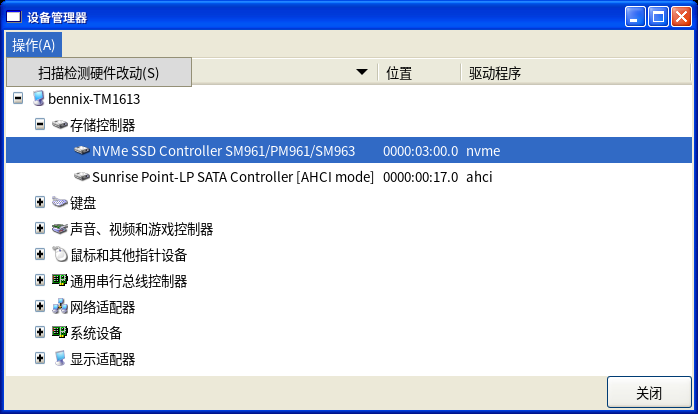 设备管理器
操作(A)
扫描检测硬件改动(S)
位置 驱动程序
bennix-TM1613
存储控制器
NVMe SSD Controller SM961/PM961/SM963 0000:03:00.0 nvme
Sunrise Point-LP SATA Controller [AHCI mode] 0000:00:17.0 ahci
键盘
声音、视频和游戏控制器
鼠标和其他指针设备
通用串行总线控制器
网络适配器
系统设备
显示适配器
关闭